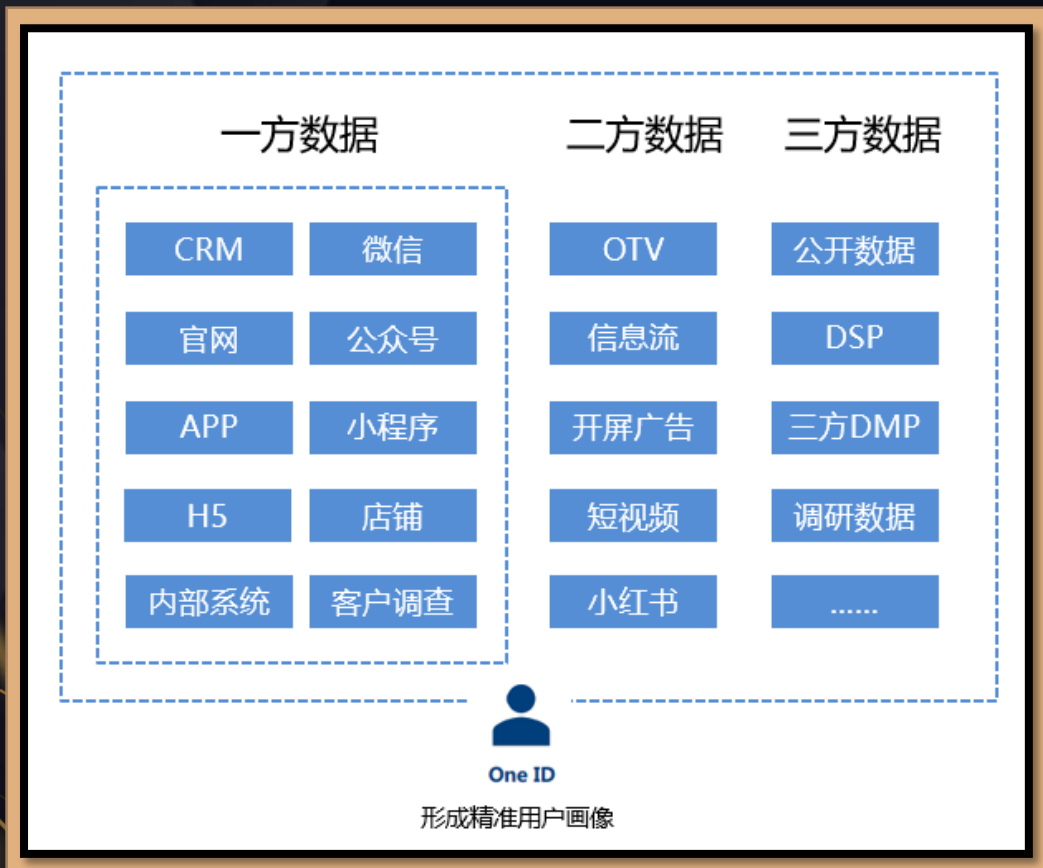 一方数据 二方数据 三方数据
CRM 微信 OTV 公开数据
官网 公众号 信息流 DSP
APP 小程序 开屏广告 三方DMP
H5 店铺 短视频 调研数据
内部系统 客户调查 小红书 ......
One ID
形成精准用户画像